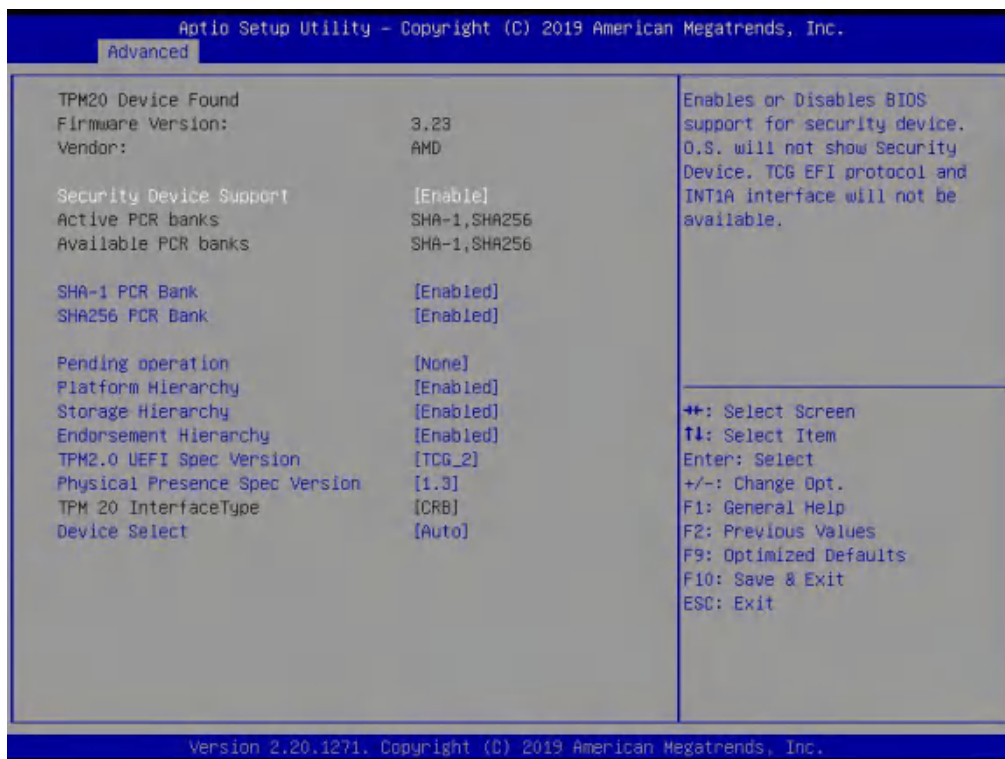 Aptio Setup Utility - Copyright (C) 2019 American Megatrends, Inc.
Advanced
TPM20 Device Found
Firmware Version: 3.23
Vendor: AMD
Security Device Support [Enable]
Active PCR banks SHA-1,SHA256
Available PCR banks SHA-1,SHA256
SHA-1 PCR Bank [Enabled]
SHA256 PCR Bank [Enabled]
Pending operation [None]
Platform Hierarchy [Enabled]
Storage Hierarchy [Enabled]
Endorsement Hierarchy [Enabled]
TPM2.0 UEFI Spec Version [TCG_2]
Physical Presence Spec Version [1.3]
TPM 20 InterfaceType [CRB]
Device Select [Auto]
Enables or Disables BIOS
support for security device.
O.S. will not show Security
Device. TCG EFI protocol and
INT1A interface will not be
available.
→←: Select Screen
↑↓: Select Item
Enter: Select
+/-: Change Opt.
F1: General Help
F2: Previous Values
F9: Optimized Defaults
F10: Save & Exit
ESC: Exit
Version 2.20.1271. Copyright (C) 2019 American Megatrends, Inc.